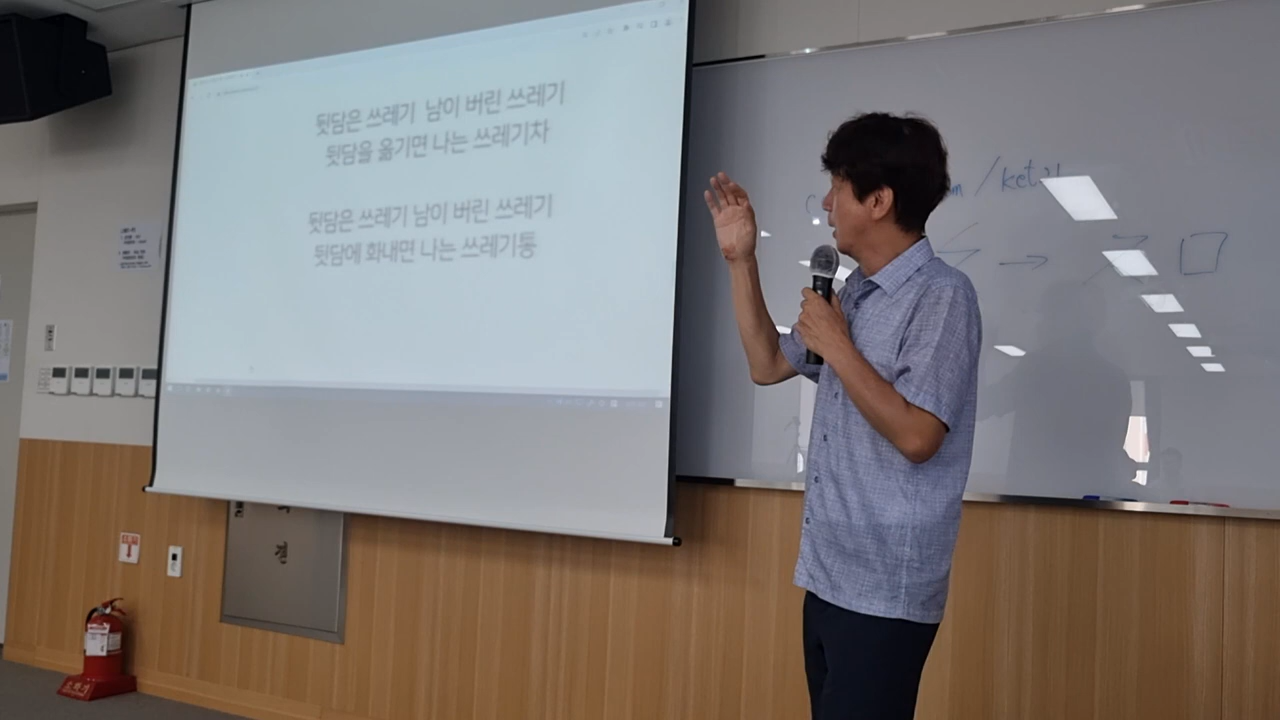 뒷담은 쓰레기 남이 버린 쓰레기
뒷담을 옮기면 나는 쓰레기차
뒷담은 쓰레기 남이 버린 쓰레기
뒷담에 화내면 나는 쓰레기통